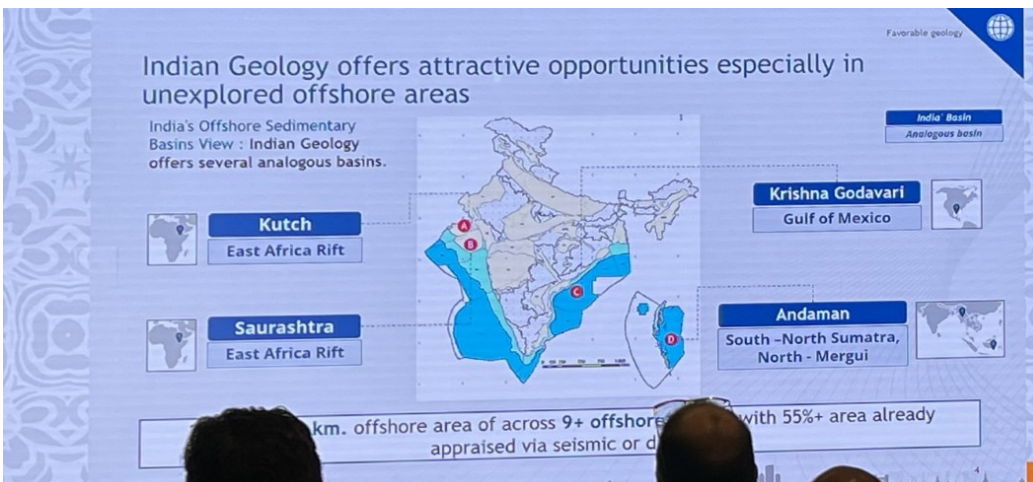 Favorable geology
Indian Geology offers attractive opportunities especially in
unexplored offshore areas
India's Offshore Sedimentary
Basins View : Indian Geology
offers several analogous basins.
India Basin
Analogous basin
Kutch
East Africa Rift
Saurashtra
East Africa Rift
A
B
C
D
Krishna Godavari
Gulf of Mexico
Andaman
South –North Sumatra,
North - Mergui
km. offshore area of across 9+ offshore with 55%+ area already
appraised via seismic or
4